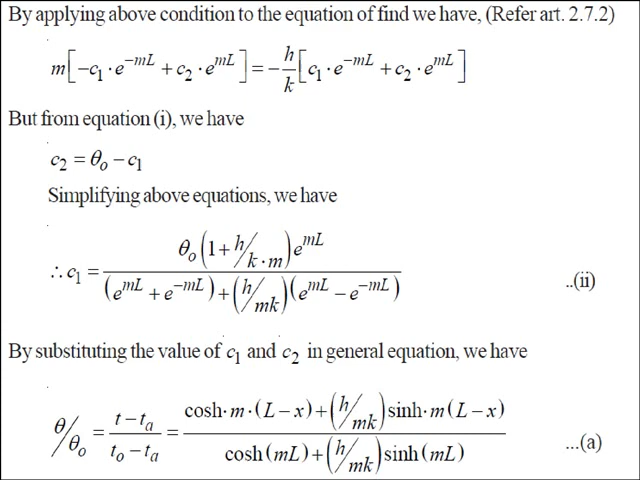 By applying above condition to the equation of find we have, (Refer art. 2.7.2)
m[-c₁·e^{-mL} + c₂·e^{mL}] = -h/k[c₁·e^{-mL} + c₂·e^{mL}]
But from equation (i), we have
c₂ = θₒ - c₁
Simplifying above equations, we have
∴ c₁ = θₒ(1 + h/k·m)e^{mL} / (e^{mL} + e^{-mL}) + (h/mk)(e^{mL} - e^{-mL}) ..(ii)
By substituting the value of c₁ and c₂ in general equation, we have
θ/θₒ = t - tₐ / tₒ - tₐ = cosh·m·(L-x) + (h/mk)sinh·m(L-x) / cosh(mL) + (h/mk)sinh(mL) ...(a)